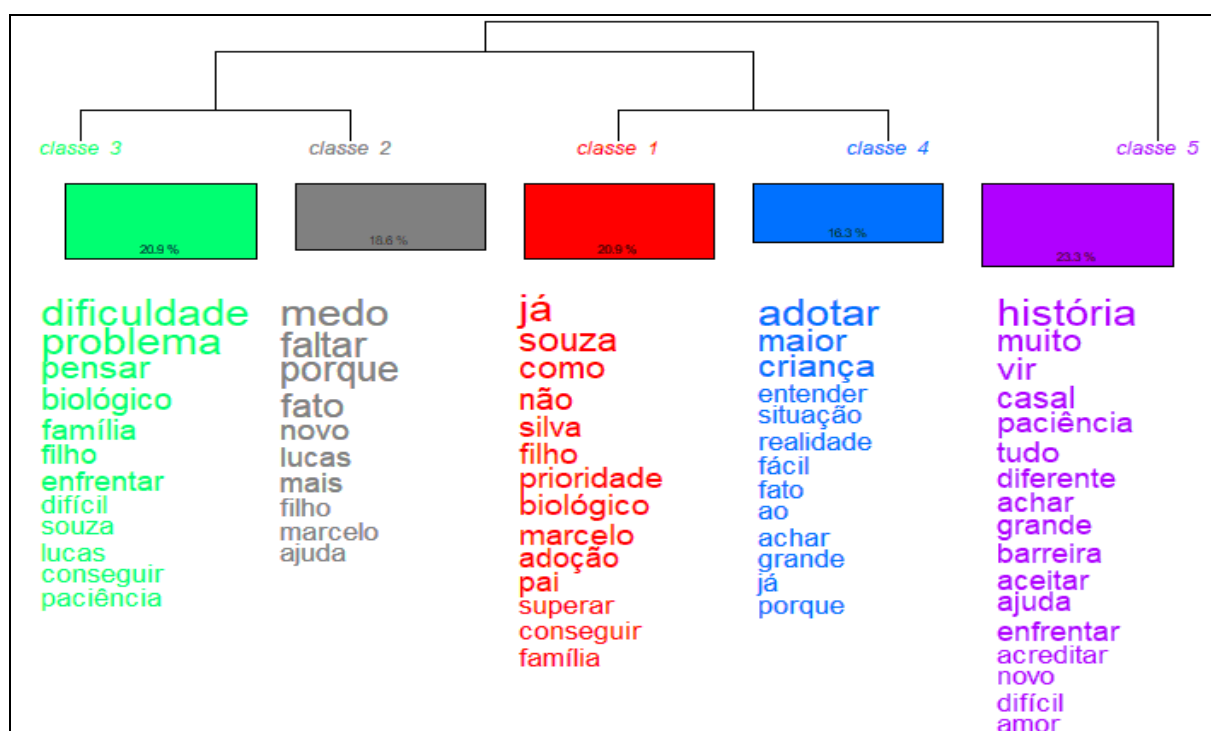 classe 3
classe 2
classe 1
classe 4
classe 5
20.9 %
18.6 %
20.9 %
16.3 %
23.3 %
dificuldade
problema
pensar
biológico
família
filho
enfrentar
difícil
souza
lucas
conseguir
paciência
medo
faltar
porque
fato
novo
lucas
mais
filho
marcelo
ajuda
já
souza
como
não
silva
filho
prioridade
biológico
marcelo
adoção
pai
superar
conseguir
família
adotar
maior
criança
entender
situação
realidade
fácil
fato
ao
achar
grande
já
porque
história
muito
vir
casal
paciência
tudo
diferente
achar
grande
barreira
aceitar
ajuda
enfrentar
acreditar
novo
difícil
amor